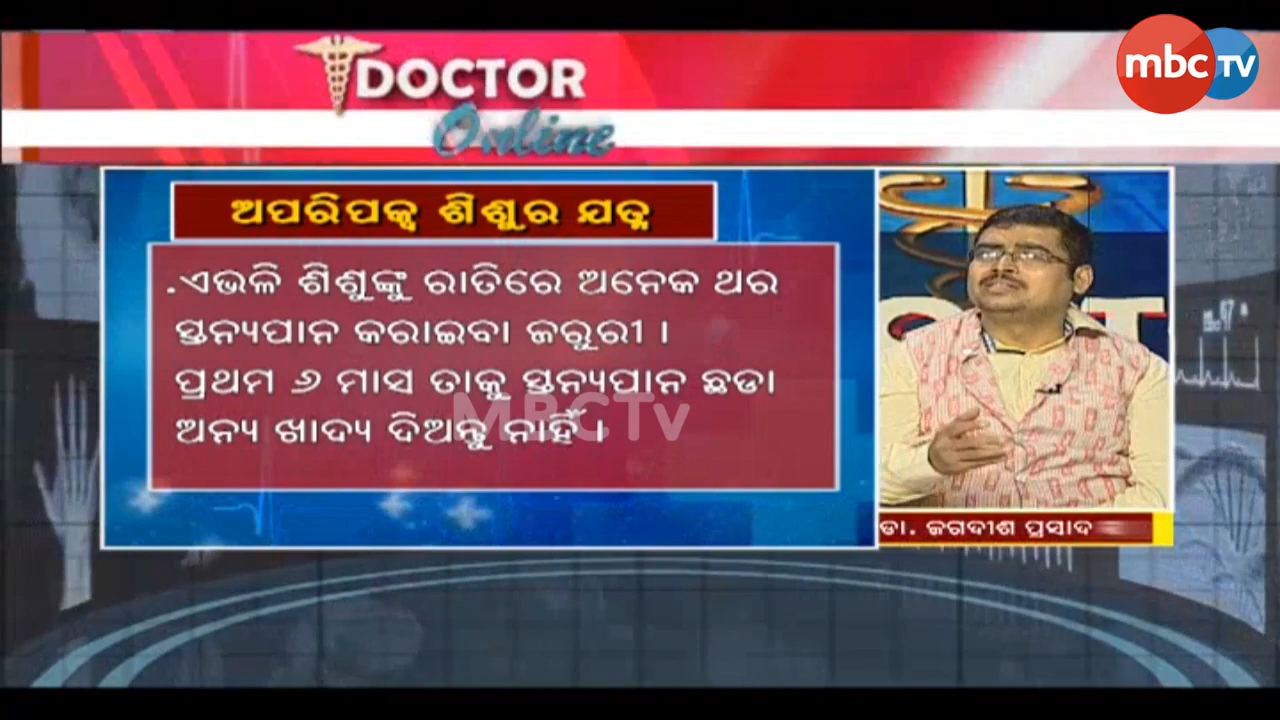 DOCTOR
Online
mbc TV
ଅପରିପକ୍ୱ ଶିଶୁର ଯତ୍ନ
.ଏଭଳି ଶିଶୁଙ୍କୁ ରାତିରେ ଅନେକ ଥର
ସ୍ତନ୍ୟପାନ କରାଇବା ଜରୁରୀ ।
ପ୍ରଥମ ୬ ମାସ ତାକୁ ସ୍ତନ୍ୟପାନ ଛଡା
ଅନ୍ୟ ଖାଦ୍ୟ ଦିଅନ୍ତୁ ନାହିଁ ।
MBCTv
ଡା. ଜଗଦୀଶ ପ୍ରସାଦ